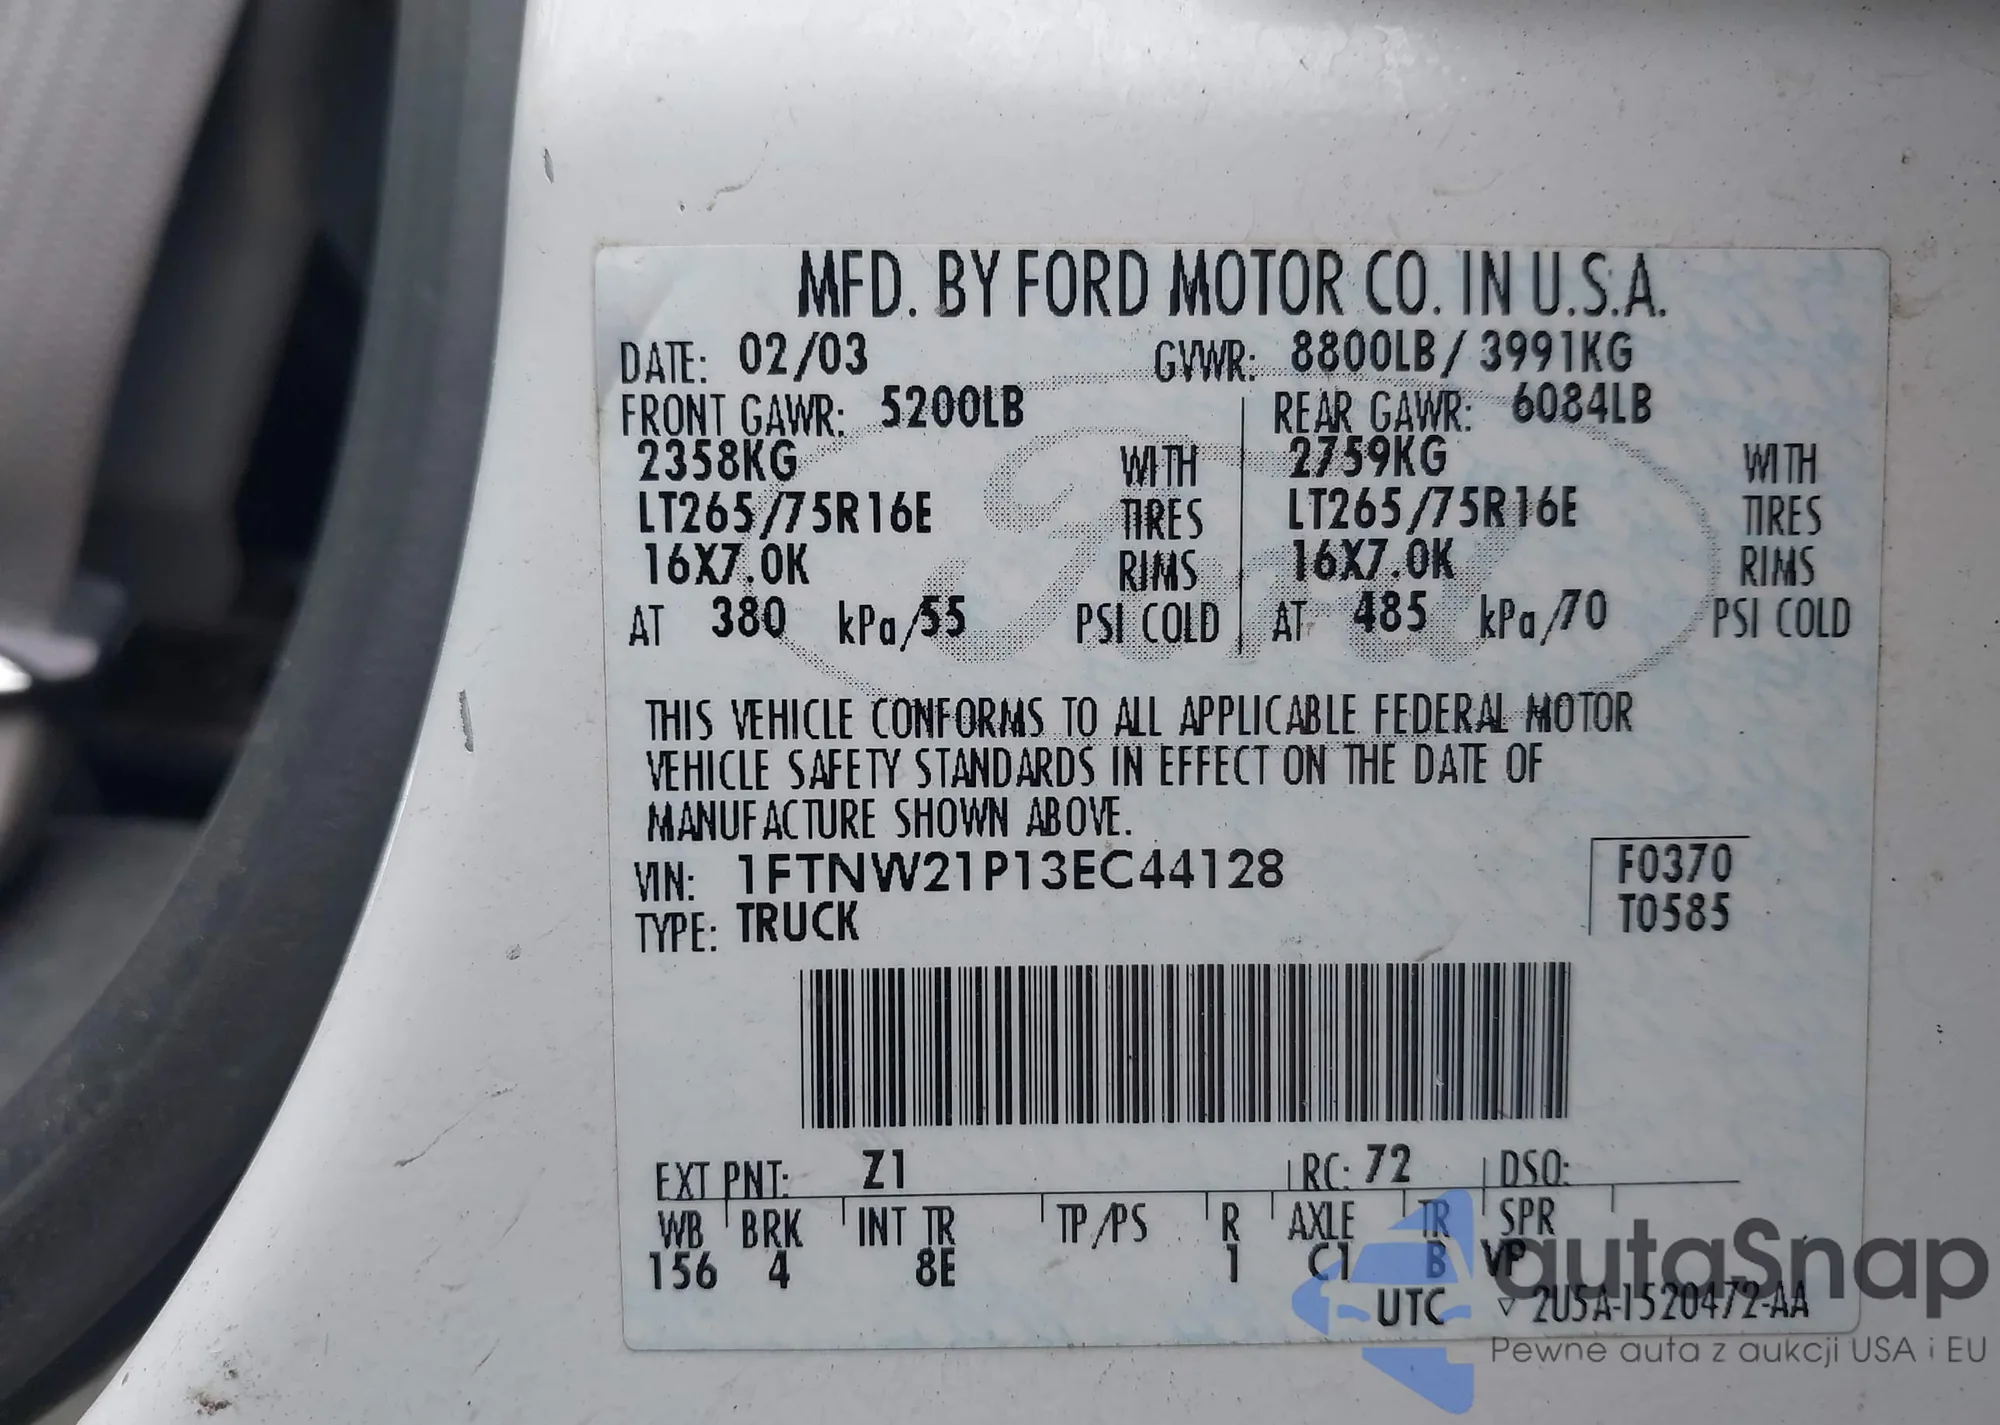 MFD. BY FORD MOTOR CO. IN U.S.A.
DATE: 02/03 GVWR: 8800LB/ 3991KG
FRONT GAWR: 5200LB REAR GAWR: 6084LB
2358KG WITH 2759KG WITH
LT265/75R16E TIRES LT265/75R16E TIRES
16X7.0K RIMS 16X7.0K RIMS
AT 380 kPa/55 PSI COLD AT 485 kPa/70 PSI COLD
Ford
THIS VEHICLE CONFORMS TO ALL APPLICABLE FEDERAL MOTOR
VEHICLE SAFETY STANDARDS IN EFFECT ON THE DATE OF
MANUFACTURE SHOWN ABOVE.
VIN: 1FTNW21P13EC44128 F0370
TYPE: TRUCK T0585
EXT PNT: Z1 RC: 72 DSO:
WB BRK INT TR TP/PS R AXLE TR SPR
156 4 8E 1 C1 B VP
UTC ▽ 2USA-1520472-AA
autoSnap
Pewne auta z aukcji USA i EU